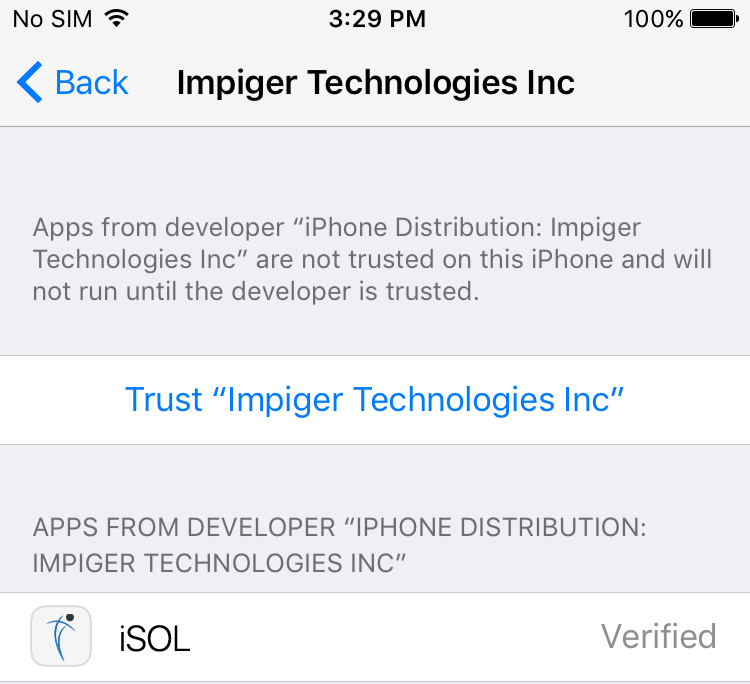 No SIM 3:29 PM 100%
Back Impiger Technologies Inc
Apps from developer “iPhone Distribution: Impiger
Technologies Inc” are not trusted on this iPhone and will
not run until the developer is trusted.
Trust “Impiger Technologies Inc”
APPS FROM DEVELOPER “IPHONE DISTRIBUTION:
IMPIGER TECHNOLOGIES INC”
iSOL Verified